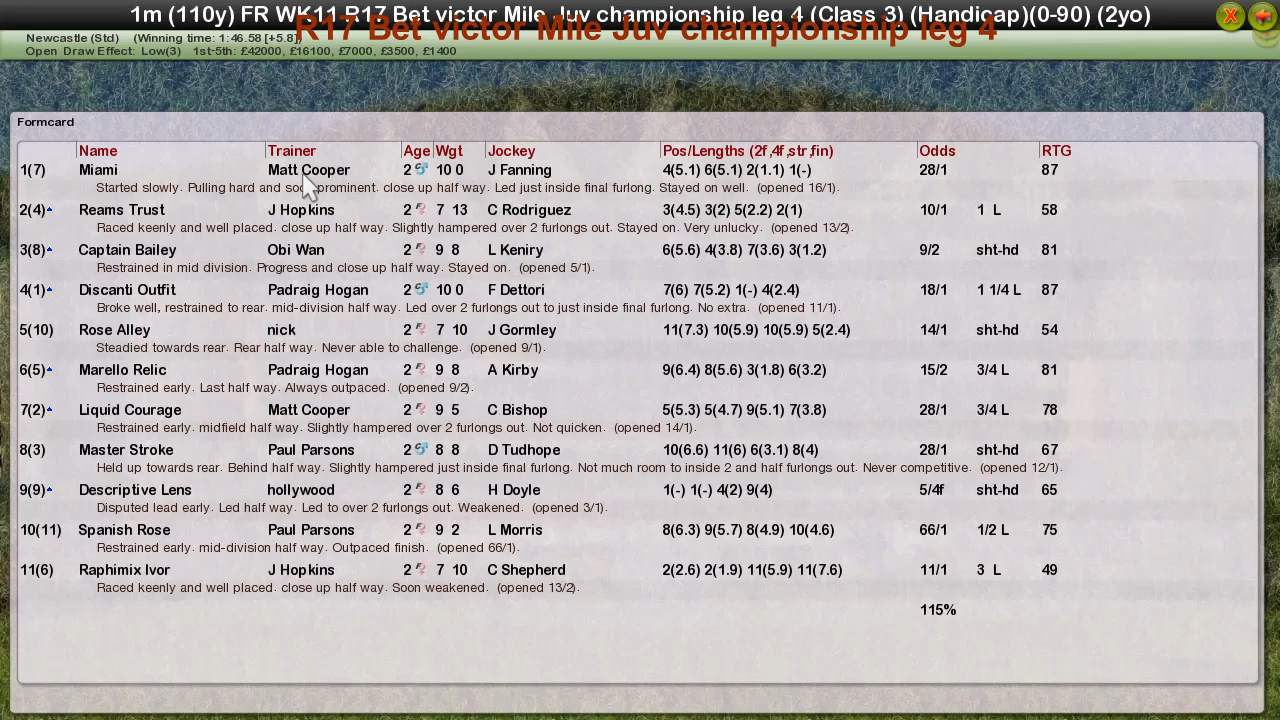 1m (110y) FR WK11 R17 Bet victor Mile Juv championship leg 4 (Class 3) (Handicap)(0-90) (2yo)
R17 Bet victor Mile Juv championship leg 4
Newcastle (Std) (Winning time: 1:46.58 [+5.8])
Open Draw Effect: Low(3) 1st-5th: £42000, £16100, £7000, £3500, £1400
Formcard
Name Trainer Age Wgt Jockey Pos/Lengths (2f,4f,str,fin) Odds RTG
1(7) Miami Matt Cooper 2 10 0 J Fanning 4(5.1) 6(5.1) 2(1.1) 1(-) 28/1 87
Started slowly. Pulling hard and soon prominent. close up half way. Led just inside final furlong. Stayed on well. (opened 16/1).
2(4) Reams Trust J Hopkins 2 7 13 C Rodriguez 3(4.5) 3(2) 5(2.2) 2(1) 10/1 1 L 58
Raced keenly and well placed. close up half way. Slightly hampered over 2 furlongs out. Stayed on. Very unlucky. (opened 13/2).
3(8) Captain Bailey Obi Wan 2 9 8 L Keniry 6(5.6) 4(3.8) 7(3.6) 3(1.2) 9/2 sht-hd 81
Restrained in mid division. Progress and close up half way. Stayed on. (opened 5/1).
4(1) Discanti Outfit Padraig Hogan 2 10 0 F Dettori 7(6) 7(5.2) 1(-) 4(2.4) 18/1 1 1/4 L 87
Broke well, restrained to rear. mid-division half way. Led over 2 furlongs out to just inside final furlong. No extra. (opened 11/1).
5(10) Rose Alley nick 2 7 10 J Gormley 11(7.3) 10(5.9) 10(5.9) 5(2.4) 14/1 sht-hd 54
Steadied towards rear. Rear half way. Never able to challenge. (opened 9/1).
6(5) Marello Relic Padraig Hogan 2 9 8 A Kirby 9(6.4) 8(5.6) 3(1.8) 6(3.2) 15/2 3/4 L 81
Restrained early. Last half way. Always outpaced. (opened 9/2).
7(2) Liquid Courage Matt Cooper 2 9 5 C Bishop 5(5.3) 5(4.7) 9(5.1) 7(3.8) 28/1 3/4 L 78
Restrained early. midfield half way. Slightly hampered over 2 furlongs out. Not quicken. (opened 14/1).
8(3) Master Stroke Paul Parsons 2 8 8 D Tudhope 10(6.6) 11(6) 6(3.1) 8(4) 28/1 sht-hd 67
Held up towards rear. Behind half way. Slightly hampered just inside final furlong. Not much room to inside 2 and half furlongs out. Never competitive. (opened 12/1).
9(9) Descriptive Lens hollywood 2 8 6 H Doyle 1(-) 1(-) 4(2) 9(4) 5/4f sht-hd 65
Disputed lead early. Led half way. Led to over 2 furlongs out. Weakened. (opened 3/1).
10(11) Spanish Rose Paul Parsons 2 9 2 L Morris 8(6.3) 9(5.7) 8(4.9) 10(4.6) 66/1 1/2 L 75
Restrained early. mid-division half way. Outpaced finish. (opened 66/1).
11(6) Raphimix Ivor J Hopkins 2 7 10 C Shepherd 2(2.6) 2(1.9) 11(5.9) 11(7.6) 11/1 3 L 49
Raced keenly and well placed. close up half way. Soon weakened. (opened 13/2).
115%